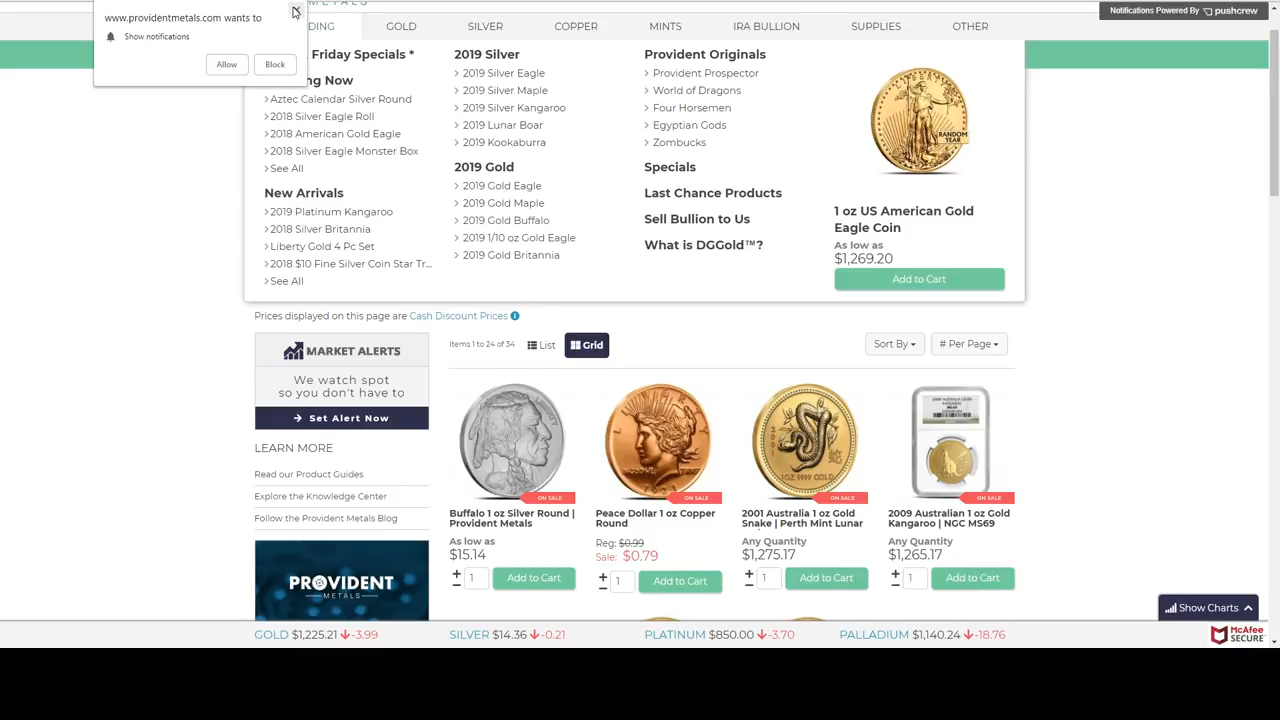 www.providentmetals.com wants to
Show notifications
Allow
Block
Notifications Powered By pushcrew
DING
GOLD
SILVER
COPPER
MINTS
IRA BULLION
SUPPLIES
OTHER
Friday Specials *
ng Now
Aztec Calendar Silver Round
2018 Silver Eagle Roll
2018 American Gold Eagle
2018 Silver Eagle Monster Box
See All
New Arrivals
2019 Platinum Kangaroo
2018 Silver Britannia
Liberty Gold 4 Pc Set
2018 $10 Fine Silver Coin Star Tr...
See All
2019 Silver
2019 Silver Eagle
2019 Silver Maple
2019 Silver Kangaroo
2019 Lunar Boar
2019 Kookaburra
2019 Gold
2019 Gold Eagle
2019 Gold Maple
2019 Gold Buffalo
2019 1/10 oz Gold Eagle
2019 Gold Britannia
Provident Originals
Provident Prospector
World of Dragons
Four Horsemen
Egyptian Gods
Zombucks
Specials
Last Chance Products
Sell Bullion to Us
What is DGGold™?
RANDOM
YEAR
1 oz US American Gold
Eagle Coin
As low as
$1,269.20
Add to Cart
Prices displayed on this page are Cash Discount Prices
MARKET ALERTS
We watch spot
so you don't have to
Set Alert Now
LEARN MORE
Read our Product Guides
Explore the Knowledge Center
Follow the Provident Metals Blog
PROVIDENT
METALS
Items 1 to 24 of 34
List
Grid
Sort By
# Per Page
ON SALE
Buffalo 1 oz Silver Round |
Provident Metals
As low as
$15.14
+
−
1
Add to Cart
ON SALE
Peace Dollar 1 oz Copper
Round
Reg: $0.99
Sale: $0.79
+
−
1
Add to Cart
ON SALE
2001 Australia 1 oz Gold
Snake | Perth Mint Lunar
Any Quantity
$1,275.17
+
−
1
Add to Cart
ON SALE
2009 Australian 1 oz Gold
Kangaroo | NGC MS69
Any Quantity
$1,265.17
+
−
1
Add to Cart
Show Charts
GOLD $1,225.21 -3.99
SILVER $14.36 -0.21
PLATINUM $850.00 -3.70
PALLADIUM $1,140.24 -18.76
McAfee
SECURE